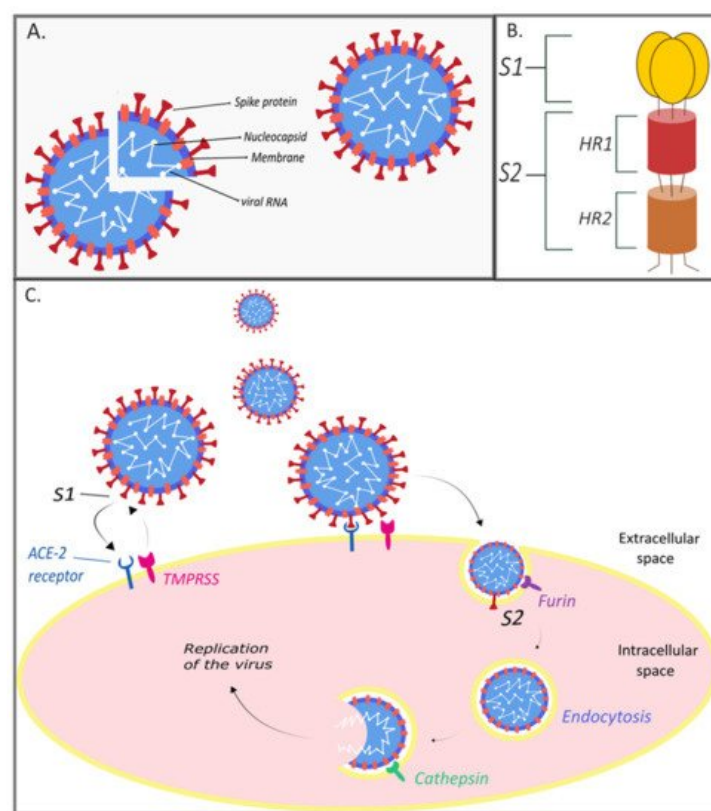 A.
Spike protein
Nucleocapsid
Membrane
viral RNA
B.
S1
S2
HR1
HR2
C.
S1
ACE-2
receptor
TMPRSS
Extracellular
space
Furin
S2
Intracellular
space
Replication
of the virus
Endocytosis
Cathepsin